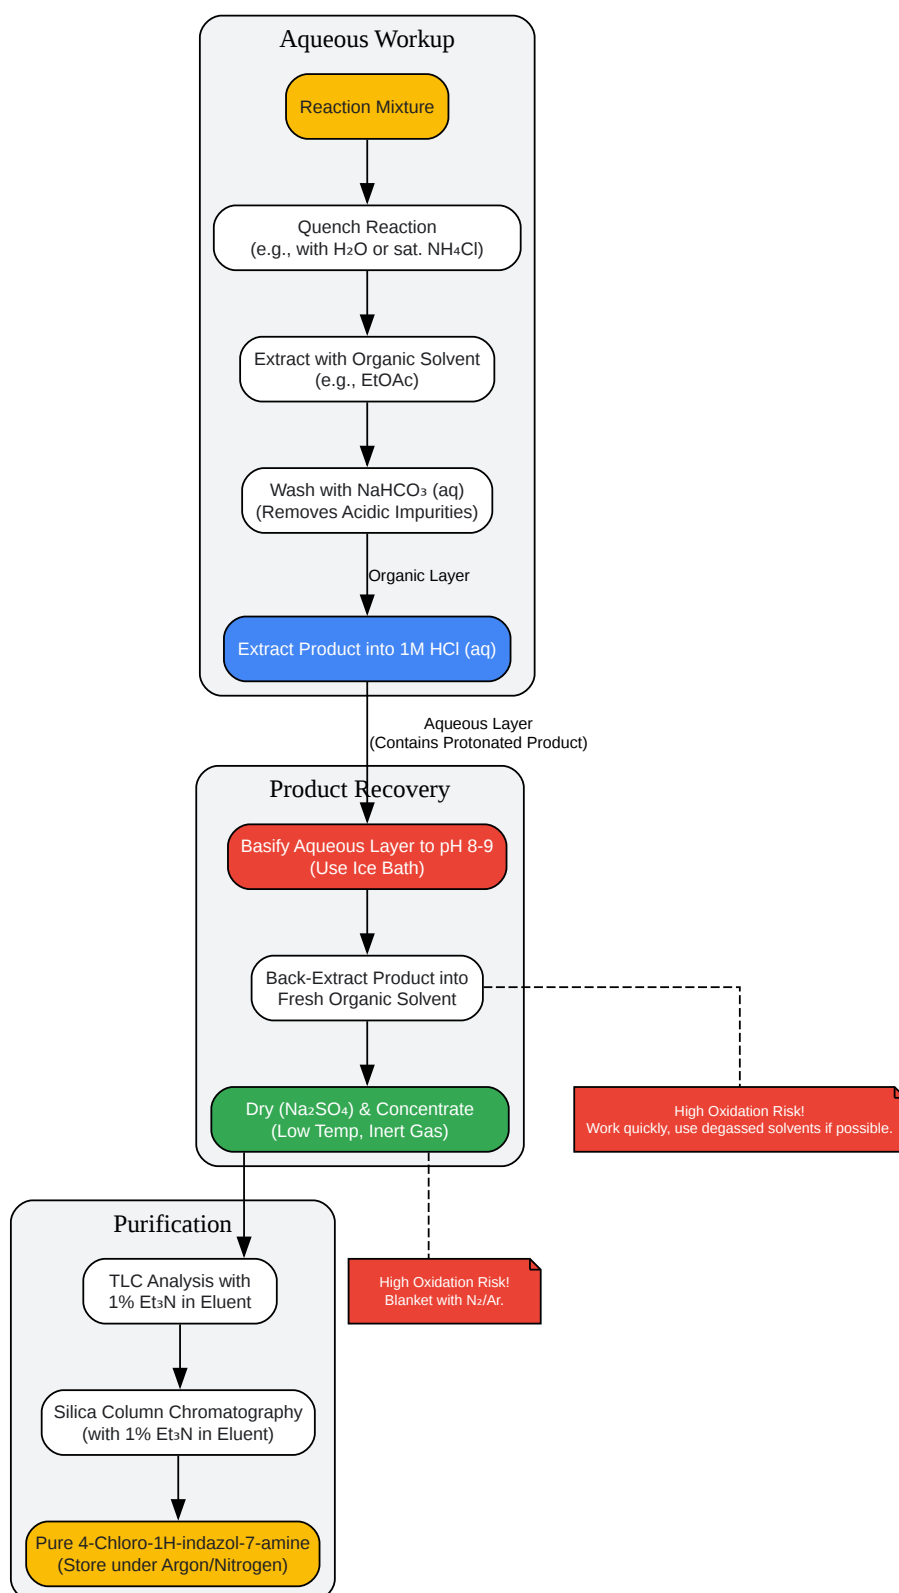 Aqueous Workup
Reaction Mixture
Quench Reaction
(e.g., with H₂O or sat. NH₄Cl)
Extract with Organic Solvent
(e.g., EtOAc)
Wash with NaHCO₃ (aq)
(Removes Acidic Impurities)
Organic Layer
Extract Product into 1M HCl (aq)
Aqueous Layer
(Contains Protonated Product)
Product Recovery
Basify Aqueous Layer to pH 8-9
(Use Ice Bath)
Back-Extract Product into
Fresh Organic Solvent
Dry (Na₂SO₄) & Concentrate
(Low Temp, Inert Gas)
High Oxidation Risk!
Work quickly, use degassed solvents if possible.
Purification
TLC Analysis with
1% Et₃N in Eluent
High Oxidation Risk!
Blanket with N₂/Ar.
Silica Column Chromatography
(with 1% Et₃N in Eluent)
Pure 4-Chloro-1H-indazol-7-amine
(Store under Argon/Nitrogen)